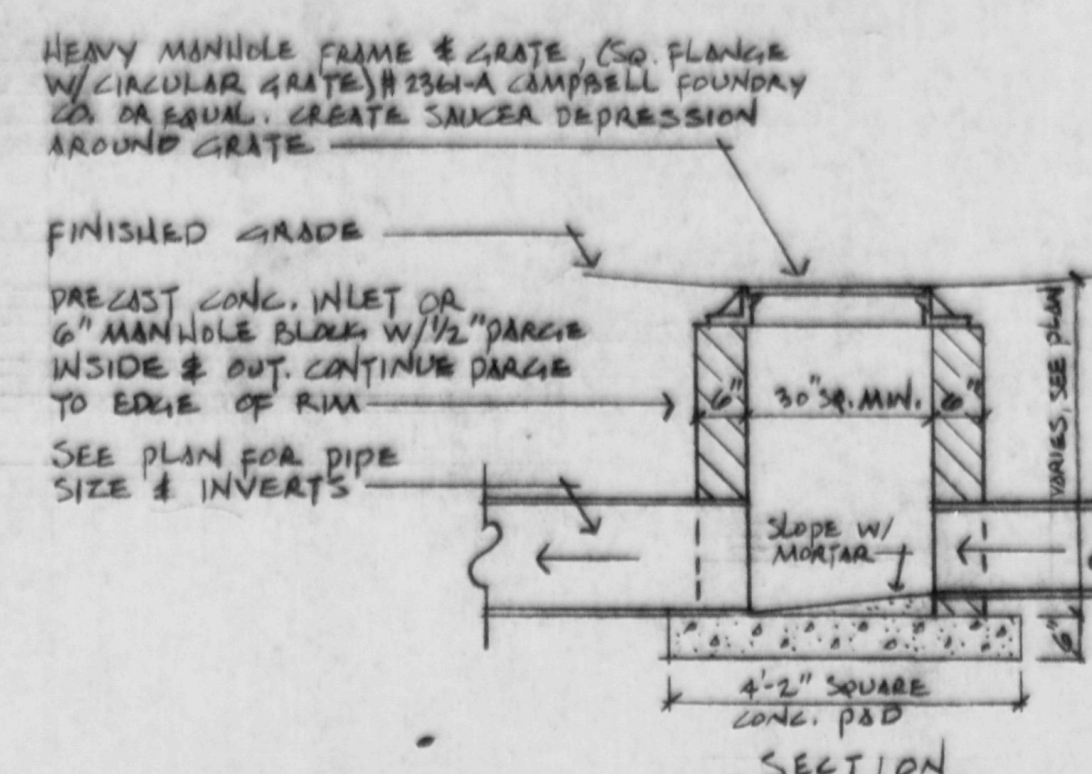 HEAVY MANHOLE FRAME & GRATE, (SQ. FLANGE
W/ CIRCULAR GRATE) # 2361-A CAMPBELL FOUNDRY
CO. OR EQUAL. CREATE SAUCER DEPRESSION
AROUND GRATE
FINISHED GRADE
PRECAST CONC. INLET OR
6" MANHOLE BLOCK W/ 1/2" PARGE
INSIDE & OUT. CONTINUE PARGE
TO EDGE OF RIM
SEE PLAN FOR PIPE
SIZE & INVERTS
6" 30" SQ. MIN. 6"
VARIES, SEE PLAN
SLOPE W/
MORTAR
6"
4'-2" SQUARE
CONC. PAD
SECTION